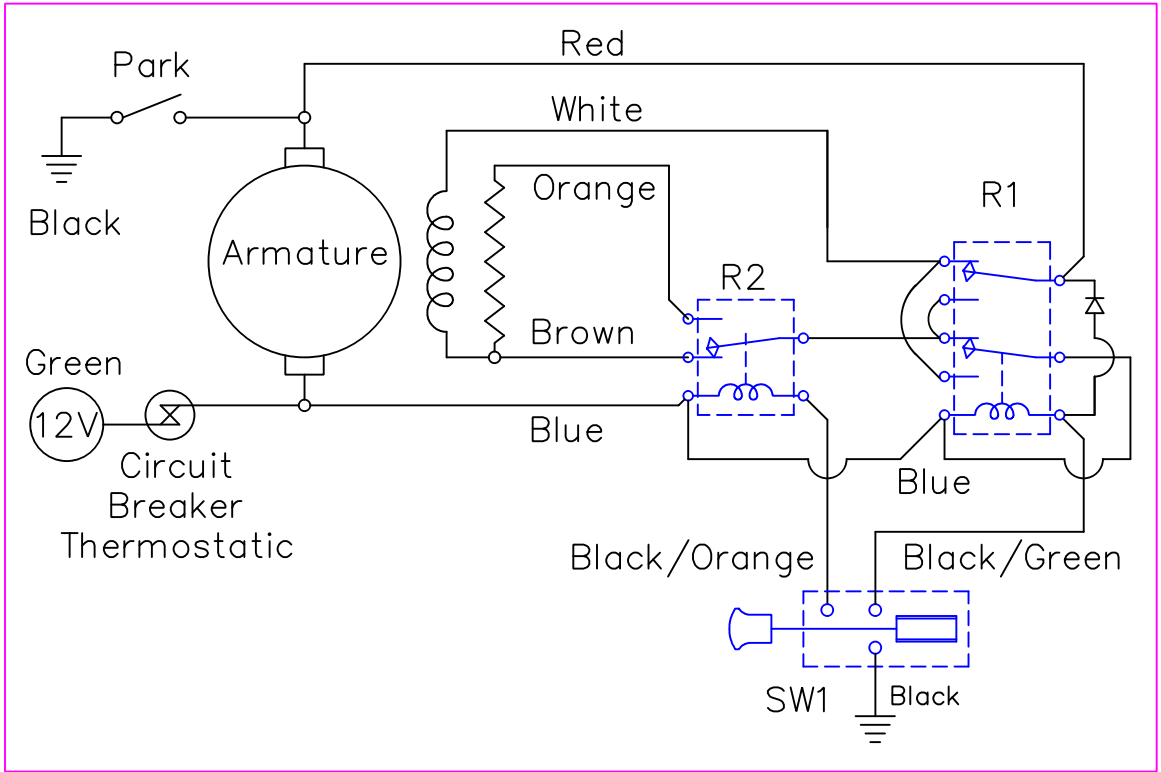 Red
Park
White
Orange
R1
Black
Armature
R2
Brown
Green
12V
Blue
Circuit
Breaker
Thermostatic
Blue
Black/Orange
Black/Green
SW1
Black